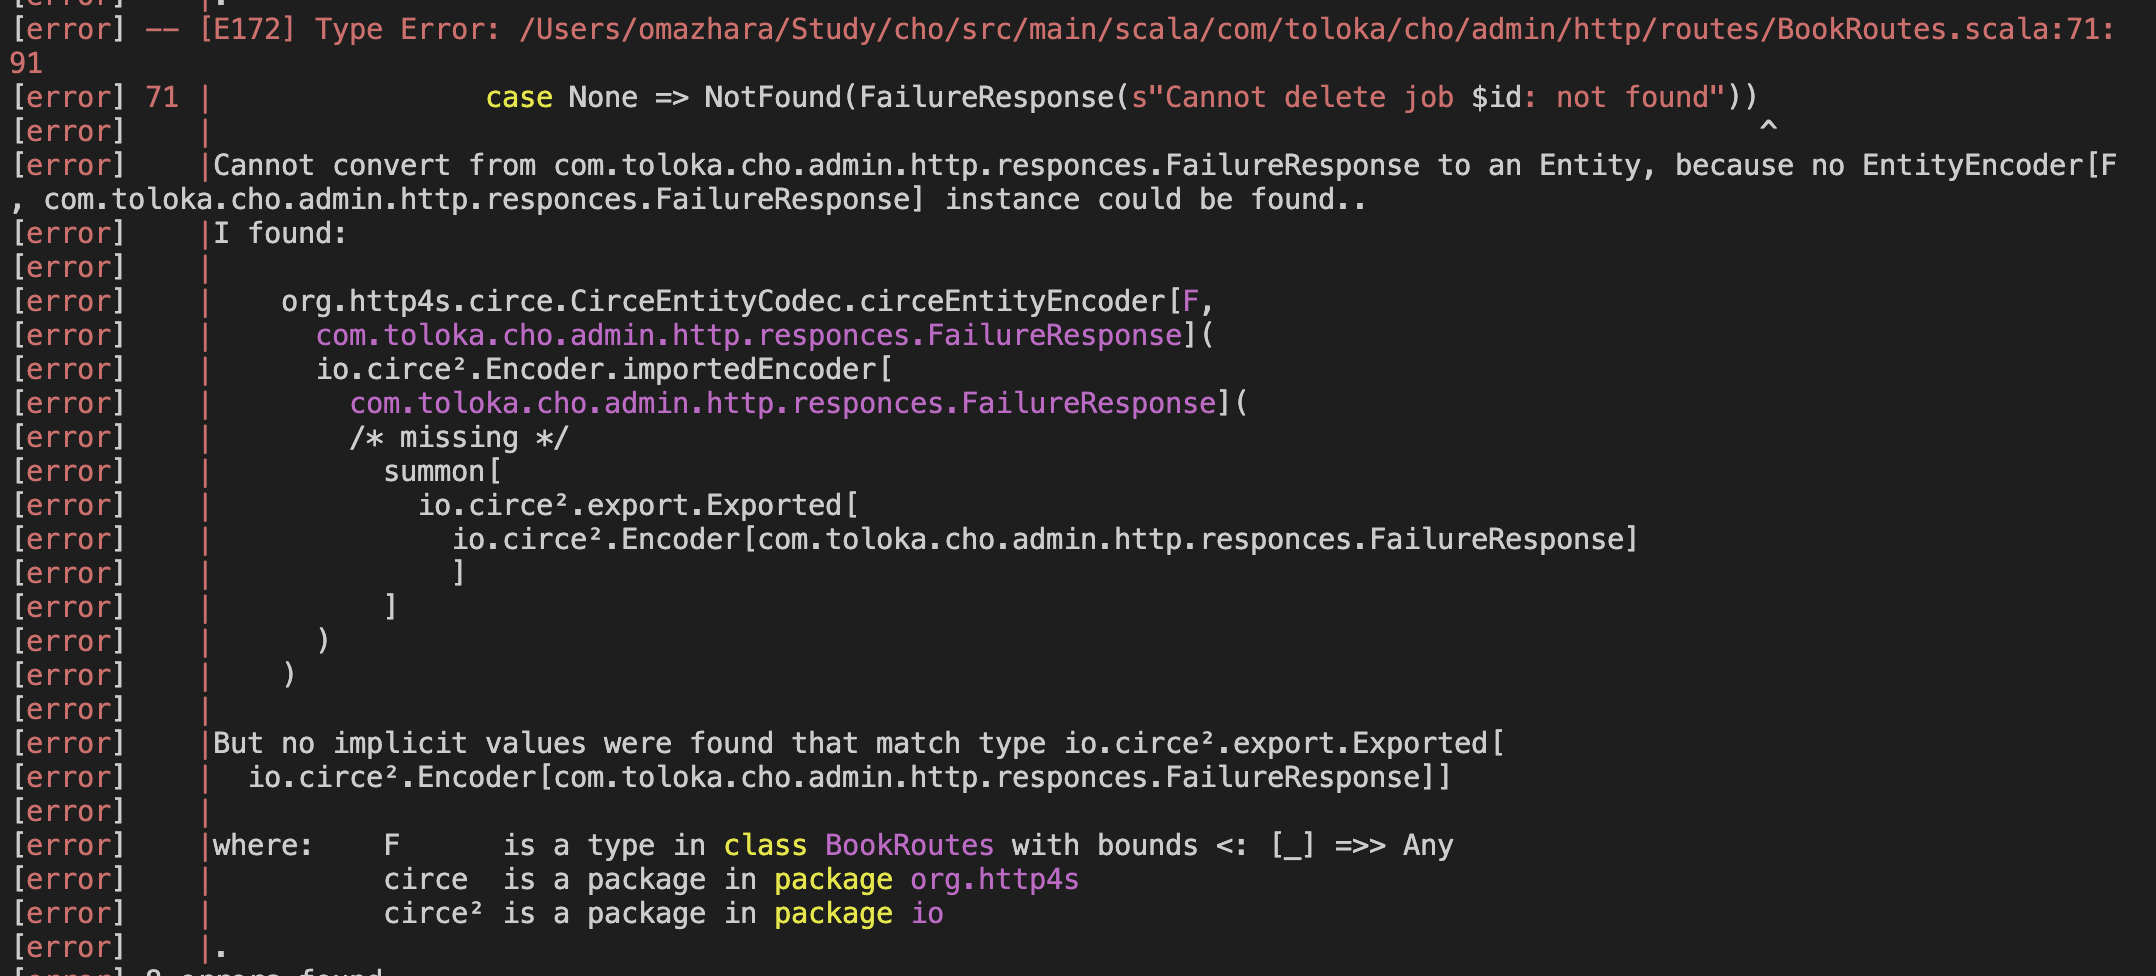 [error]     |.
[error] -- [E172] Type Error: /Users/omazhara/Study/cho/src/main/scala/com/toloka/cho/admin/http/routes/BookRoutes.scala:71:
91
[error] 71 |                case None => NotFound(FailureResponse(s"Cannot delete job $id: not found"))
[error]    |                                                                                           ^
[error]    |Cannot convert from com.toloka.cho.admin.http.responces.FailureResponse to an Entity, because no EntityEncoder[F
, com.toloka.cho.admin.http.responces.FailureResponse] instance could be found..
[error]    |I found:
[error]    |
[error]    |    org.http4s.circe.CirceEntityCodec.circeEntityEncoder[F,
[error]    |      com.toloka.cho.admin.http.responces.FailureResponse](
[error]    |      io.circe².Encoder.importedEncoder[
[error]    |        com.toloka.cho.admin.http.responces.FailureResponse](
[error]    |        /* missing */
[error]    |          summon[
[error]    |            io.circe².export.Exported[
[error]    |              io.circe².Encoder[com.toloka.cho.admin.http.responces.FailureResponse]
[error]    |              ]
[error]    |          ]
[error]    |      )
[error]    |    )
[error]    |
[error]    |But no implicit values were found that match type io.circe².export.Exported[
[error]    |  io.circe².Encoder[com.toloka.cho.admin.http.responces.FailureResponse]]
[error]    |
[error]    |where:    F      is a type in class BookRoutes with bounds <: [_] =>> Any
[error]    |          circe  is a package in package org.http4s
[error]    |          circe² is a package in package io
[error]    |.
[error] 8 errors found